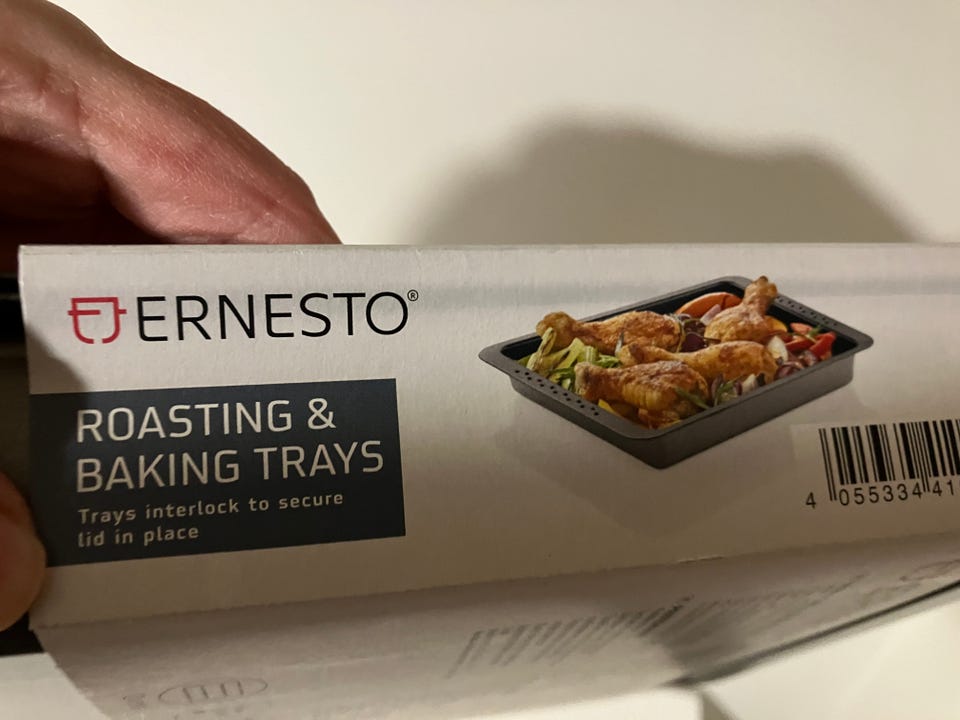 ERNESTO®
ROASTING &
BAKING TRAYS
Trays interlock to secure
lid in place
4 055334 41